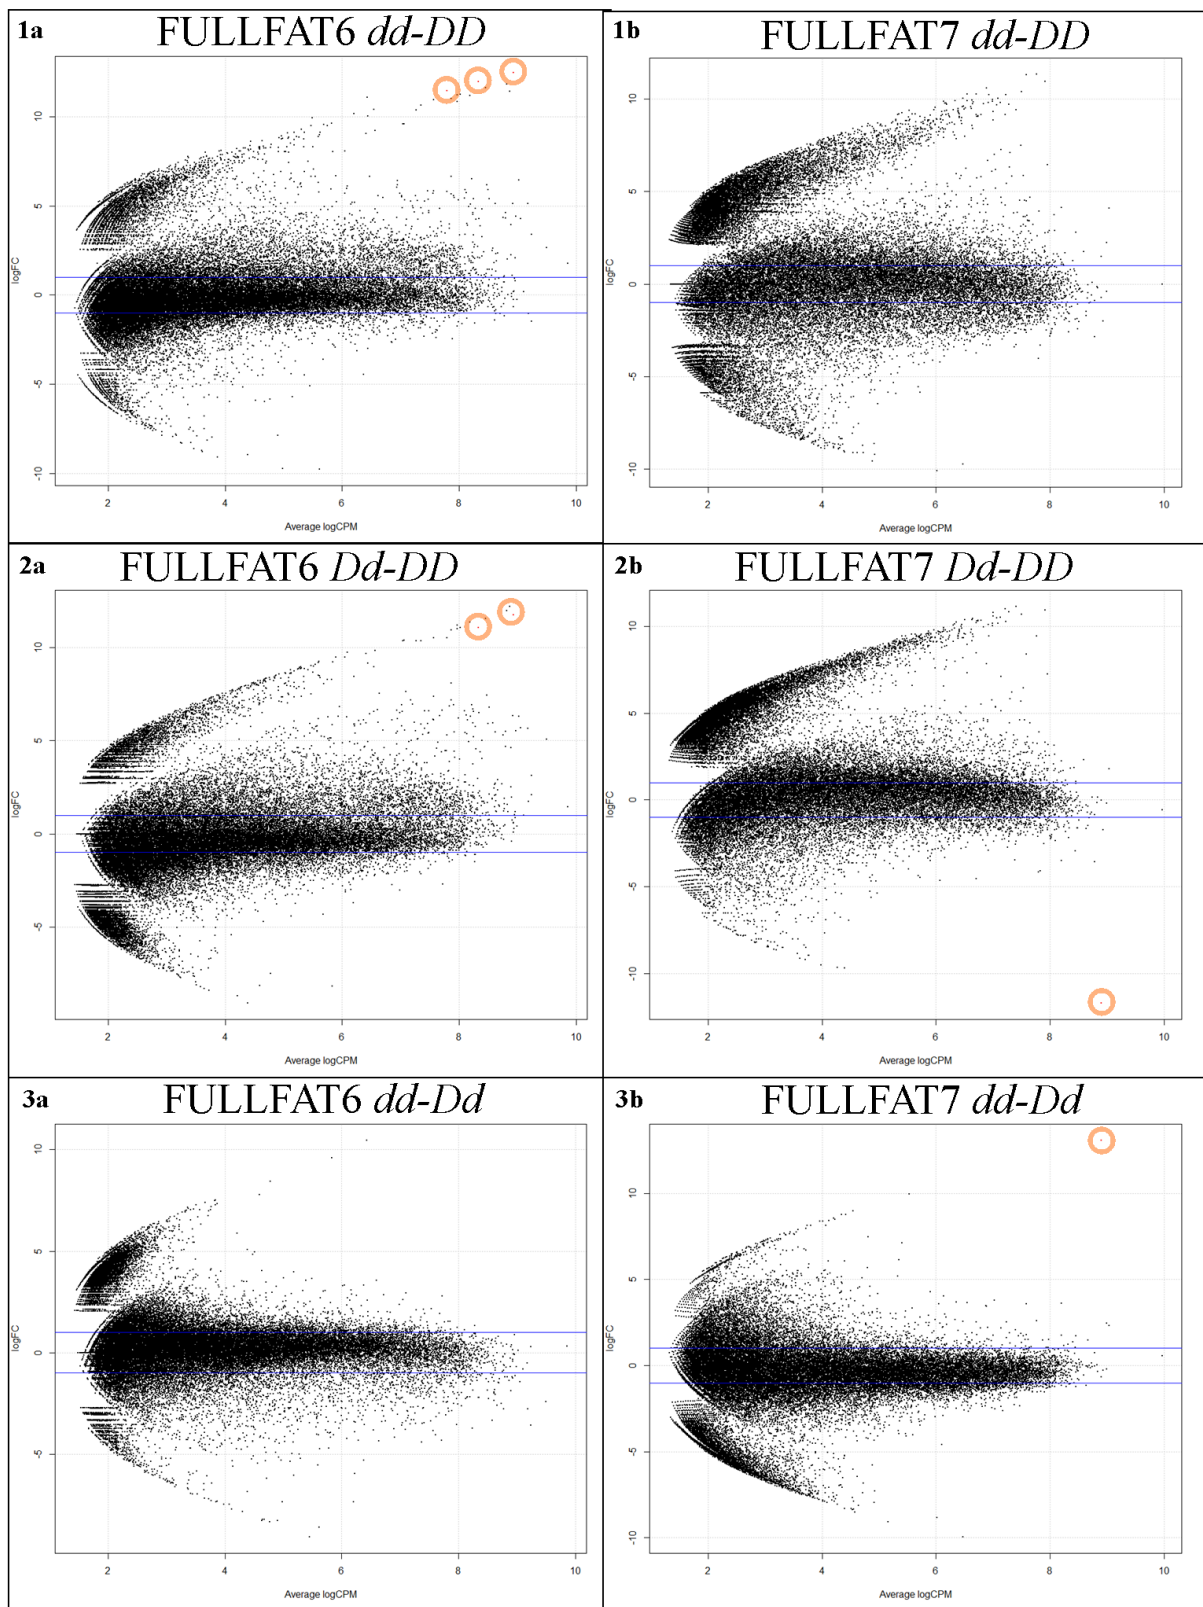 1a FULLFAT6 dd-DD
10
5
0
-5
-10
logFC
2 4 6 8 10
Average logCPM
1b FULLFAT7 dd-DD
10
5
0
-5
-10
logFC
2 4 6 8 10
Average logCPM
2a FULLFAT6 Dd-DD
10
5
0
-5
logFC
2 4 6 8 10
Average logCPM
2b FULLFAT7 Dd-DD
10
5
0
-5
-10
logFC
2 4 6 8 10
Average logCPM
3a FULLFAT6 dd-Dd
10
5
0
-5
logFC
2 4 6 8 10
Average logCPM
3b FULLFAT7 dd-Dd
10
5
0
-5
-10
logFC
2 4 6 8 10
Average logCPM